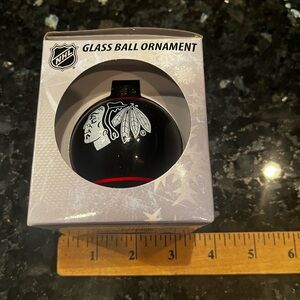 NHL
GLASS BALL ORNAMENT
1 2 3 4 5 6